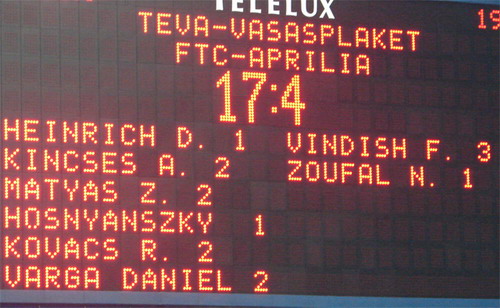 TELELUX
TEVA-VASASPLAKET 19
FTC-APRILIA
17:4
HEINRICH D. 1 VINDISH F. 3
KINCSES A. 2 ZOUFAL N. 1
MATYAS Z. 2
HOSNYANSZKY 1
KOVACS R. 2
VARGA DANIEL 2